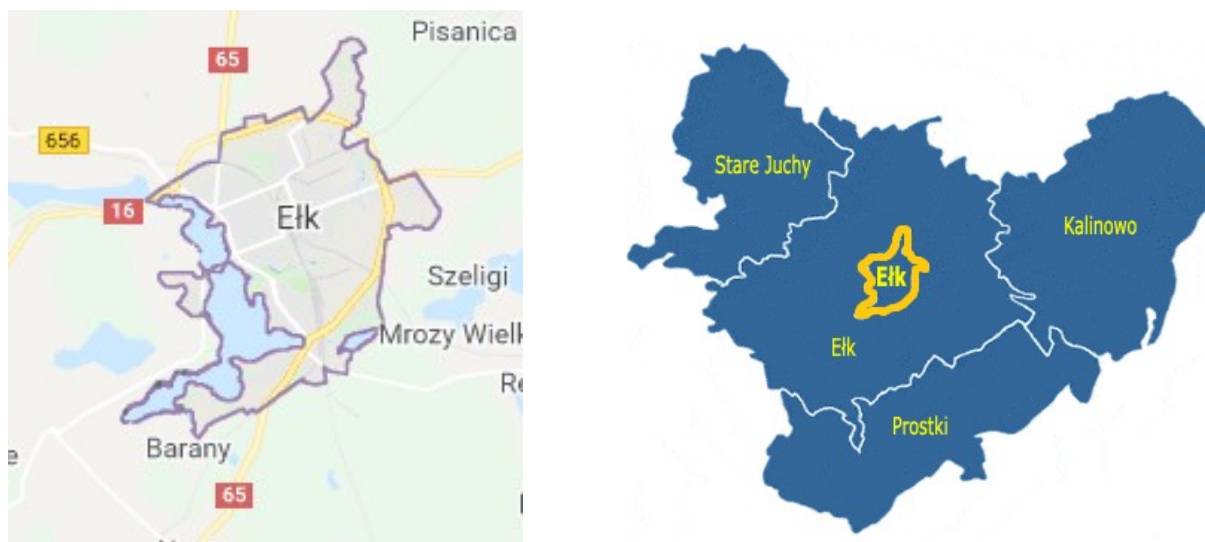 Pisanica
65
656
16
Ełk
Szeligi
Mrozy Wielk
Re
Barany
e
65
Stare Juchy
Kalinowo
Ełk
Ełk
Prostki